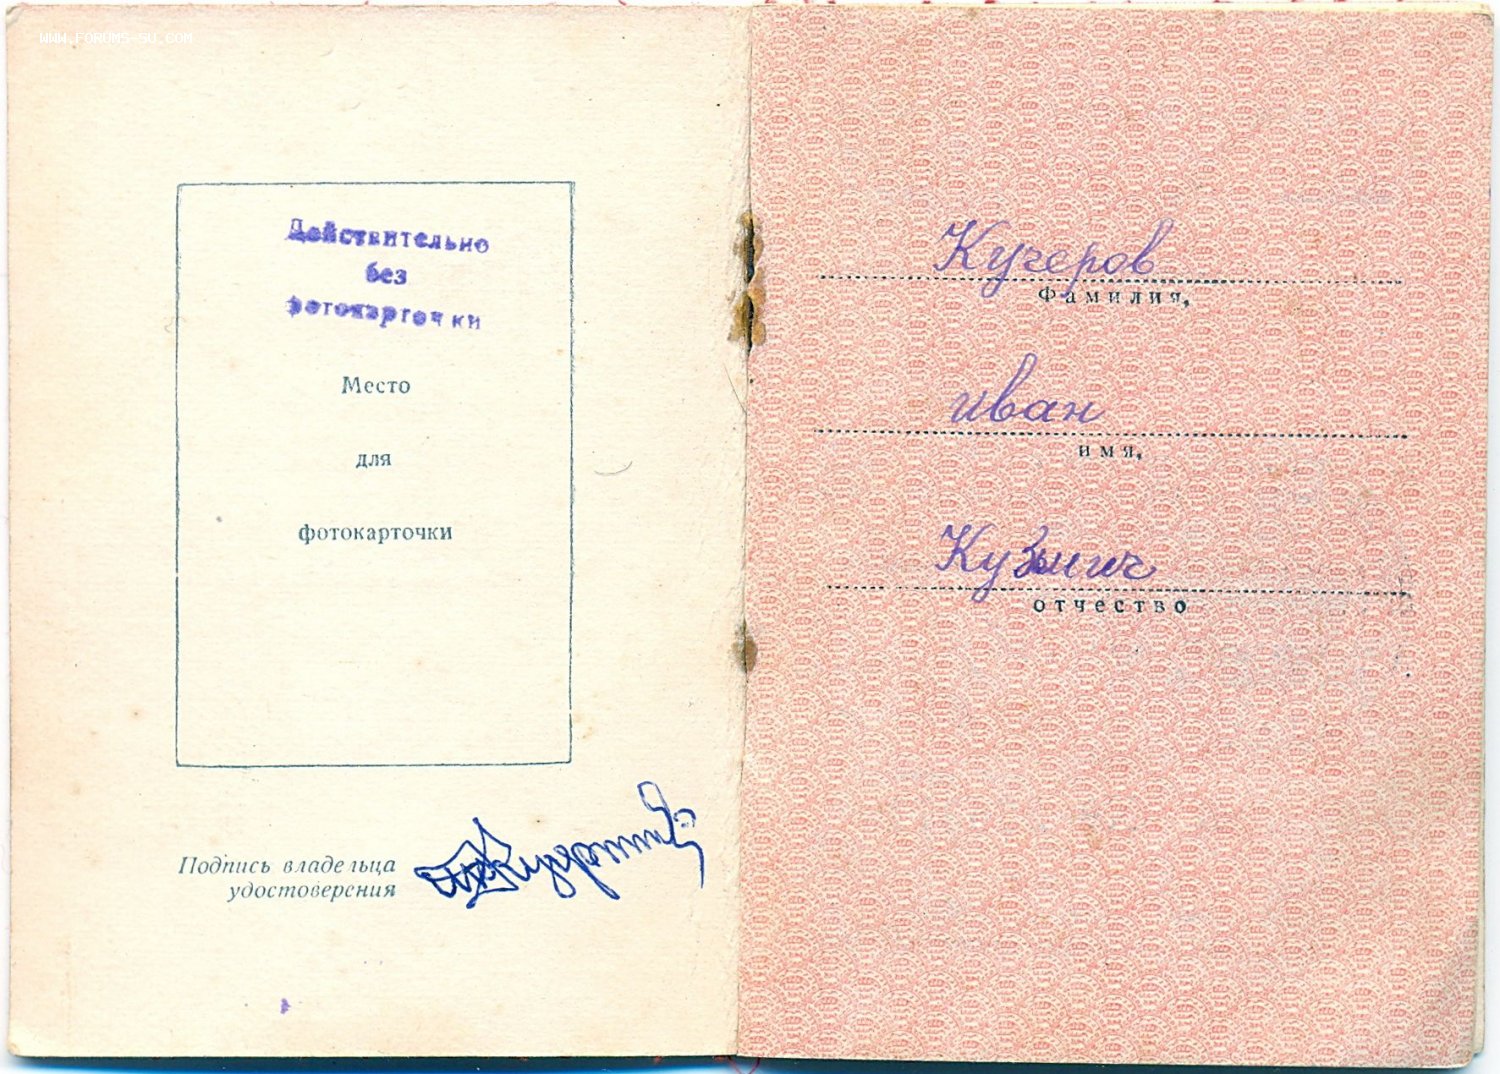 WWW.FORUMS-SU.COM
Действительно
без
фотокарточки
Место
для
фотокарточки
Подпись владельца
удостоверения
Кучеров
Фамилия,
иван
имя,
Кузьмич
отчество